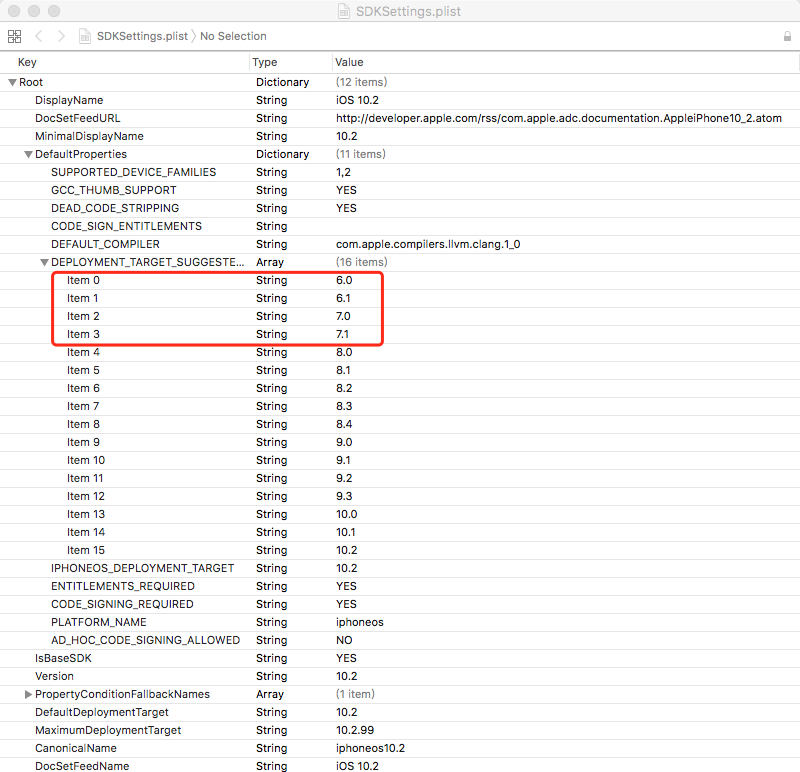 SDKSettings.plist
SDKSettings.plist No Selection
Key Type Value
Root Dictionary (12 items)
DisplayName String iOS 10.2
DocSetFeedURL String http://developer.apple.com/rss/com.apple.adc.documentation.AppleiPhone10_2.atom
MinimalDisplayName String 10.2
DefaultProperties Dictionary (11 items)
SUPPORTED_DEVICE_FAMILIES String 1,2
GCC_THUMB_SUPPORT String YES
DEAD_CODE_STRIPPING String YES
CODE_SIGN_ENTITLEMENTS String
DEFAULT_COMPILER String com.apple.compilers.llvm.clang.1_0
DEPLOYMENT_TARGET_SUGGESTE... Array (16 items)
Item 0 String 6.0
Item 1 String 6.1
Item 2 String 7.0
Item 3 String 7.1
Item 4 String 8.0
Item 5 String 8.1
Item 6 String 8.2
Item 7 String 8.3
Item 8 String 8.4
Item 9 String 9.0
Item 10 String 9.1
Item 11 String 9.2
Item 12 String 9.3
Item 13 String 10.0
Item 14 String 10.1
Item 15 String 10.2
IPHONEOS_DEPLOYMENT_TARGET String 10.2
ENTITLEMENTS_REQUIRED String YES
CODE_SIGNING_REQUIRED String YES
PLATFORM_NAME String iphoneos
AD_HOC_CODE_SIGNING_ALLOWED String NO
IsBaseSDK String YES
Version String 10.2
PropertyConditionFallbackNames Array (1 item)
DefaultDeploymentTarget String 10.2
MaximumDeploymentTarget String 10.2.99
CanonicalName String iphoneos10.2
DocSetFeedName String iOS 10.2